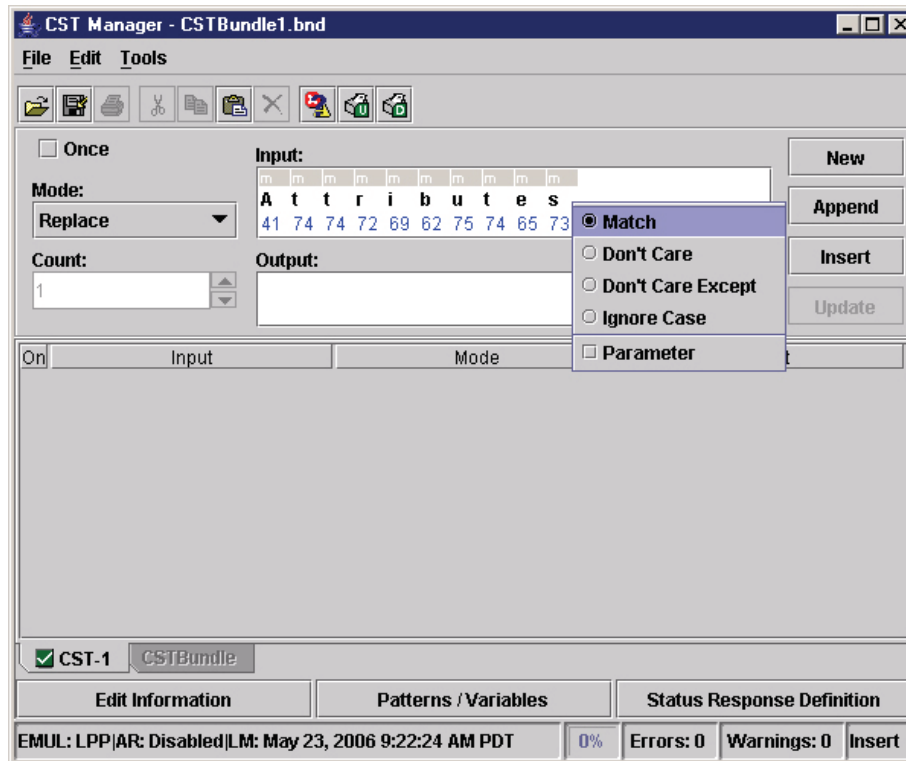 CST Manager - CSTBundle1.bnd
File Edit Tools
Once
Input:
New
m m m m m m m m m m
Mode:
A t t r i b u t e s
Replace
41 74 74 72 69 62 75 74 65 73
Match
Append
Don't Care
Count:
Output:
Insert
1
Don't Care Except
Ignore Case
Update
Parameter
On Input Mode t
CST-1 CSTBundle
Edit Information Patterns / Variables Status Response Definition
EMUL: LPP|AR: Disabled|LM: May 23, 2006 9:22:24 AM PDT 0% Errors: 0 Warnings: 0 Insert